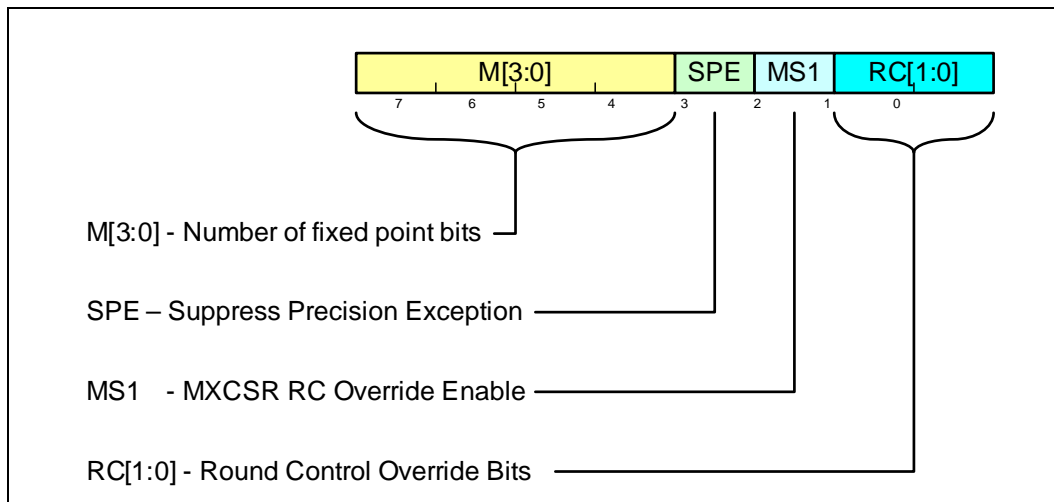 M[3:0] SPE MS1 RC[1:0]
7 6 5 4 3 2 1 0
M[3:0] - Number of fixed point bits
SPE – Suppress Precision Exception
MS1 - MXCSR RC Override Enable
RC[1:0] - Round Control Override Bits